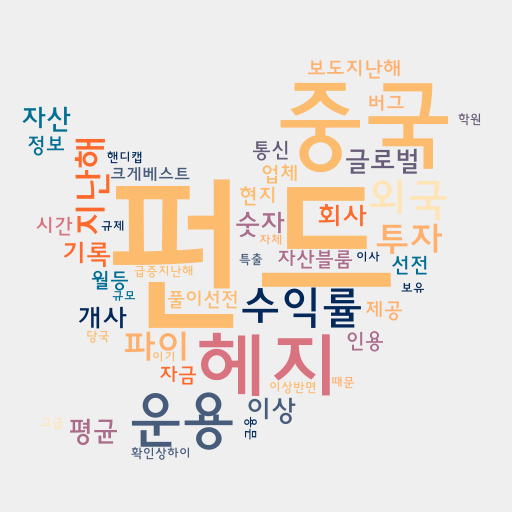 보도지난해
중국
버그
학원
자산
정보
핸디캡
지난해
크게베스트
통신
글로벌
업체
현지
외국
펀드
시간
규제
숫자
회사
투자
기록
자체
월등
급증지난해
특출
자산블룸
이사
선전
규모
풀이선전
수익률
보유
개사
제공
당국
파이
이기
헤지
인용
자금
이상반면
때문
고급
평균
운용
이상
용문
확인상하이